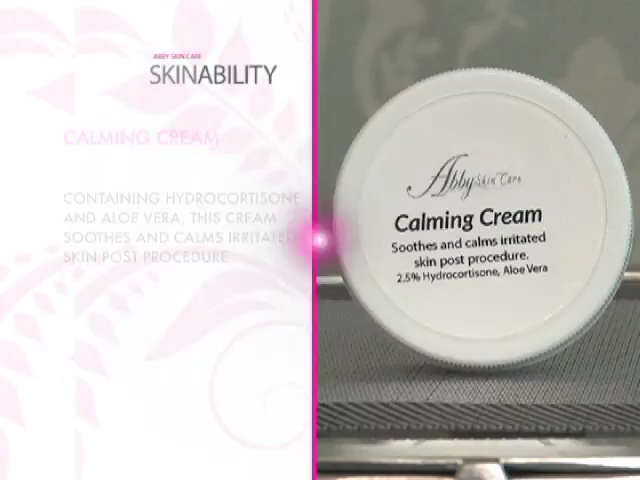 ABBY SKIN CARE
SKINABILITY
CALMING CREAM
CONTAINING HYDROCORTISONE
AND ALOE VERA, THIS CREAM
SOOTHES AND CALMS IRRITATED
SKIN POST PROCEDURE
Abby Skin Care
Calming Cream
Soothes and calms irritated
skin post procedure.
2.5% Hydrocortisone, Aloe Vera